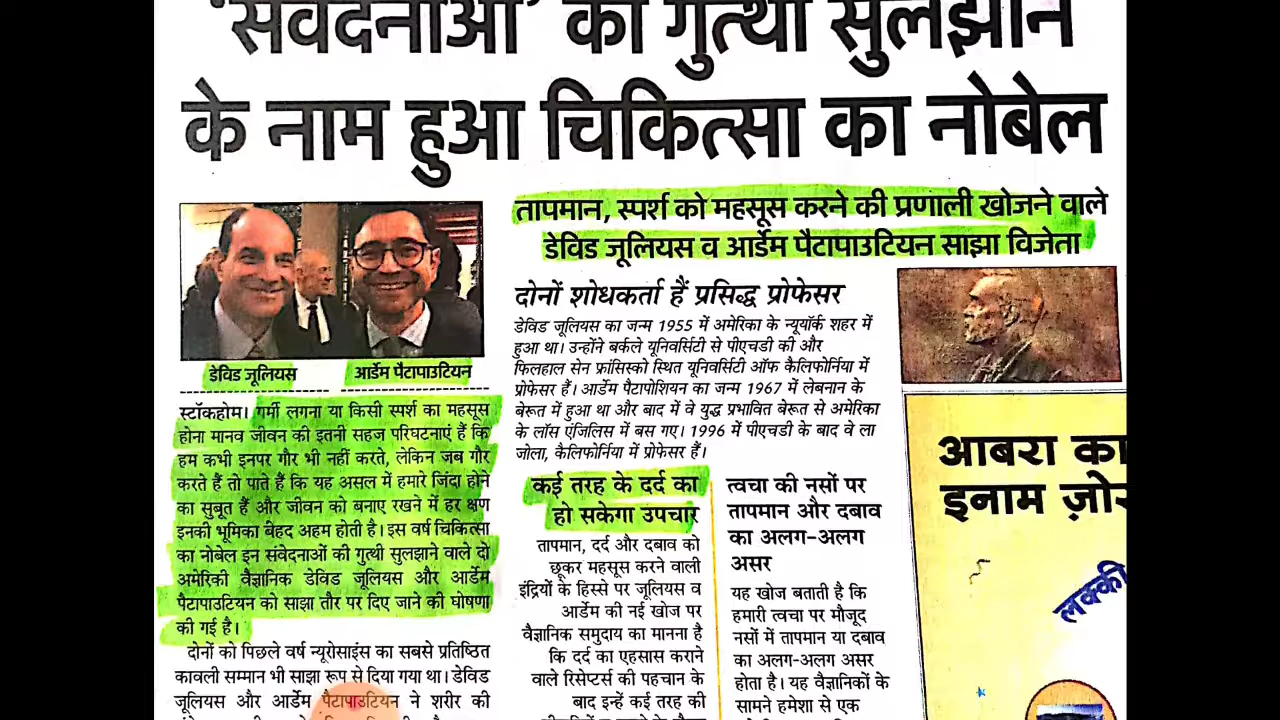 'संवेदनाओं' की गुत्थी सुलझाने
के नाम हुआ चिकित्सा का नोबेल
तापमान, स्पर्श को महसूस करने की प्रणाली खोजने वाले
डेविड जूलियस व आर्डेम पैटापाउटियन साझा विजेता
डेविड जूलियस
आर्डेम पैटापाउटियन
स्टॉकहोम। गर्मी लगना या किसी स्पर्श का महसूस
होना मानव जीवन की इतनी सहज परिघटनाएं हैं कि
हम कभी इनपर गौर भी नहीं करते, लेकिन जब गौर
करते हैं तो पाते हैं कि यह असल में हमारे जिंदा होने
का सुबूत हैं और जीवन को बनाए रखने में हर क्षण
इनकी भूमिका बेहद अहम होती है। इस वर्ष चिकित्सा
का नोबेल इन संवेदनाओं की गुत्थी सुलझाने वाले दो
अमेरिकी वैज्ञानिक डेविड जूलियस और आर्डेम
पैटापाउटियन को साझा तौर पर दिए जाने की घोषणा
की गई है।
दोनों को पिछले वर्ष न्यूरोसाइंस का सबसे प्रतिष्ठित
कावली सम्मान भी साझा रूप से दिया गया था। डेविड
जूलियस और आर्डेम पैटापाउटियन ने शरीर की
दोनों शोधकर्ता हैं प्रसिद्ध प्रोफेसर
डेविड जूलियस का जन्म 1955 में अमेरिका के न्यूयॉर्क शहर में
हुआ था। उन्होंने बर्कले यूनिवर्सिटी से पीएचडी की और
फिलहाल सेन फ्रांसिस्को स्थित यूनिवर्सिटी ऑफ कैलिफोर्निया में
प्रोफेसर हैं। आर्डेम पैटापोशियन का जन्म 1967 में लेबनान के
बेरूत में हुआ था और बाद में वे युद्ध प्रभावित बेरूत से अमेरिका
के लॉस एंजिलिस में बस गए। 1996 में पीएचडी के बाद वे ला
जोला, कैलिफोर्निया में प्रोफेसर हैं।
कई तरह के दर्द का
हो सकेगा उपचार
तापमान, दर्द और दबाव को
छूकर महसूस करने वाली
इंद्रियों के हिस्से पर जूलियस व
आर्डेम की नई खोज पर
वैज्ञानिक समुदाय का मानना है
कि दर्द का एहसास कराने
वाले रिसेप्टर्स की पहचान के
बाद इन्हें कई तरह की
त्वचा की नसों पर
तापमान और दबाव
का अलग-अलग
असर
यह खोज बताती है कि
हमारी त्वचा पर मौजूद
नसों में तापमान या दबाव
का अलग-अलग असर
होता है। यह वैज्ञानिकों के
सामने हमेशा से एक
आबरा का
इनाम ज़ोर
लक्की